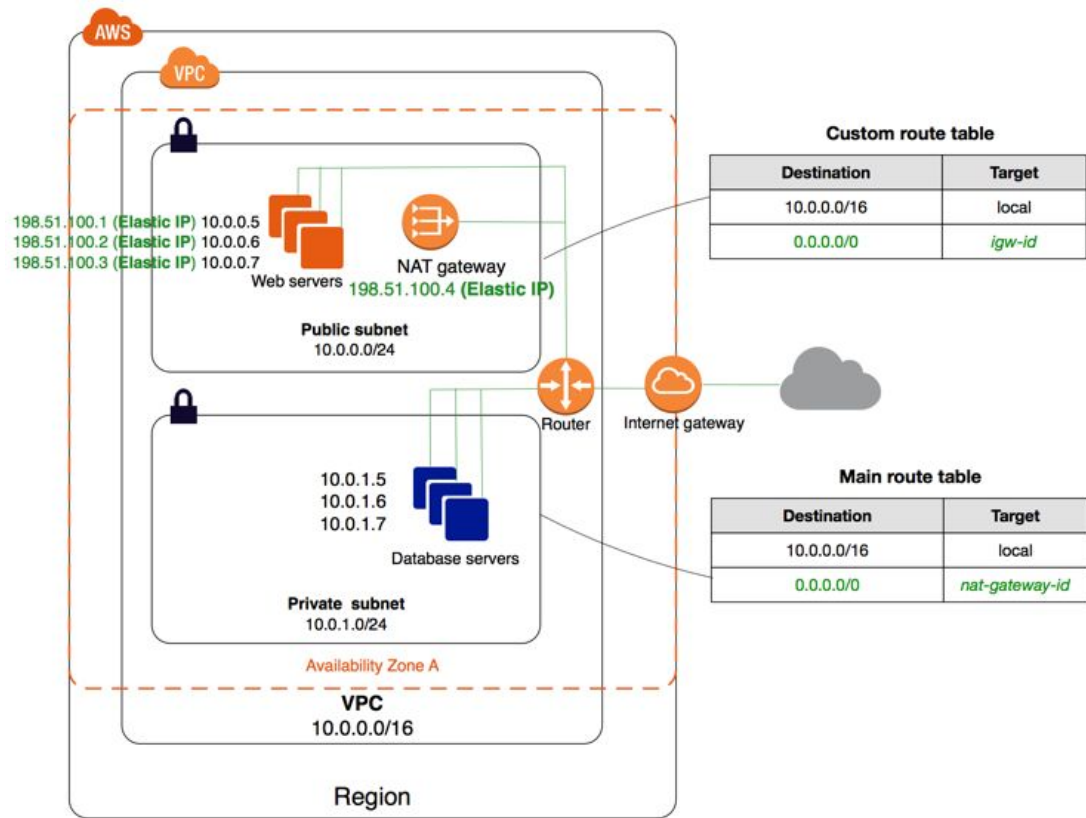 AWS
VPC
Custom route table
Destination Target
10.0.0.0/16 local
0.0.0.0/0 igw-id
198.51.100.1 (Elastic IP) 10.0.0.5
198.51.100.2 (Elastic IP) 10.0.0.6
198.51.100.3 (Elastic IP) 10.0.0.7
Web servers
NAT gateway
198.51.100.4 (Elastic IP)
Public subnet
10.0.0.0/24
Router
Internet gateway
10.0.1.5
10.0.1.6
10.0.1.7
Database servers
Private subnet
10.0.1.0/24
Main route table
Destination Target
10.0.0.0/16 local
0.0.0.0/0 nat-gateway-id
Availability Zone A
VPC
10.0.0.0/16
Region